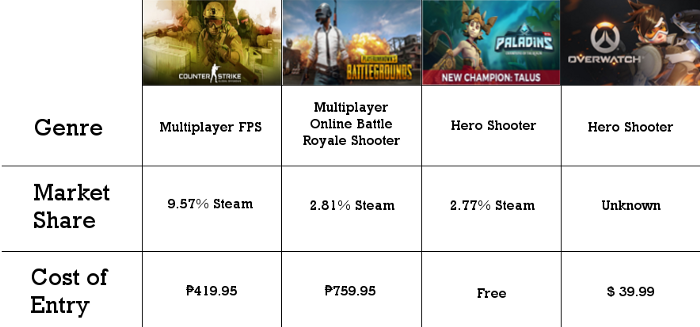 COUNTER STRIKE
PLAYERUNKNOWN'S
BATTLEGROUNDS
PALADINS
NEW CHAMPION: TALUS
OVERWATCH
Genre
Multiplayer FPS
Multiplayer
Online Battle
Royale Shooter
Hero Shooter
Hero Shooter
Market
Share
9.57% Steam
2.81% Steam
2.77% Steam
Unknown
Cost of
Entry
₱419.95
₱759.95
Free
$ 39.99